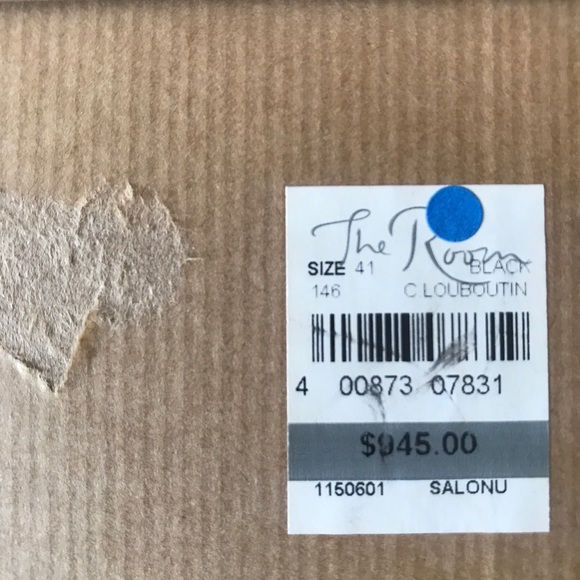 The Room
SIZE 41 BLACK
146 C LOUBOUTIN
4 00873 07831
$945.00
1150601 SALONU